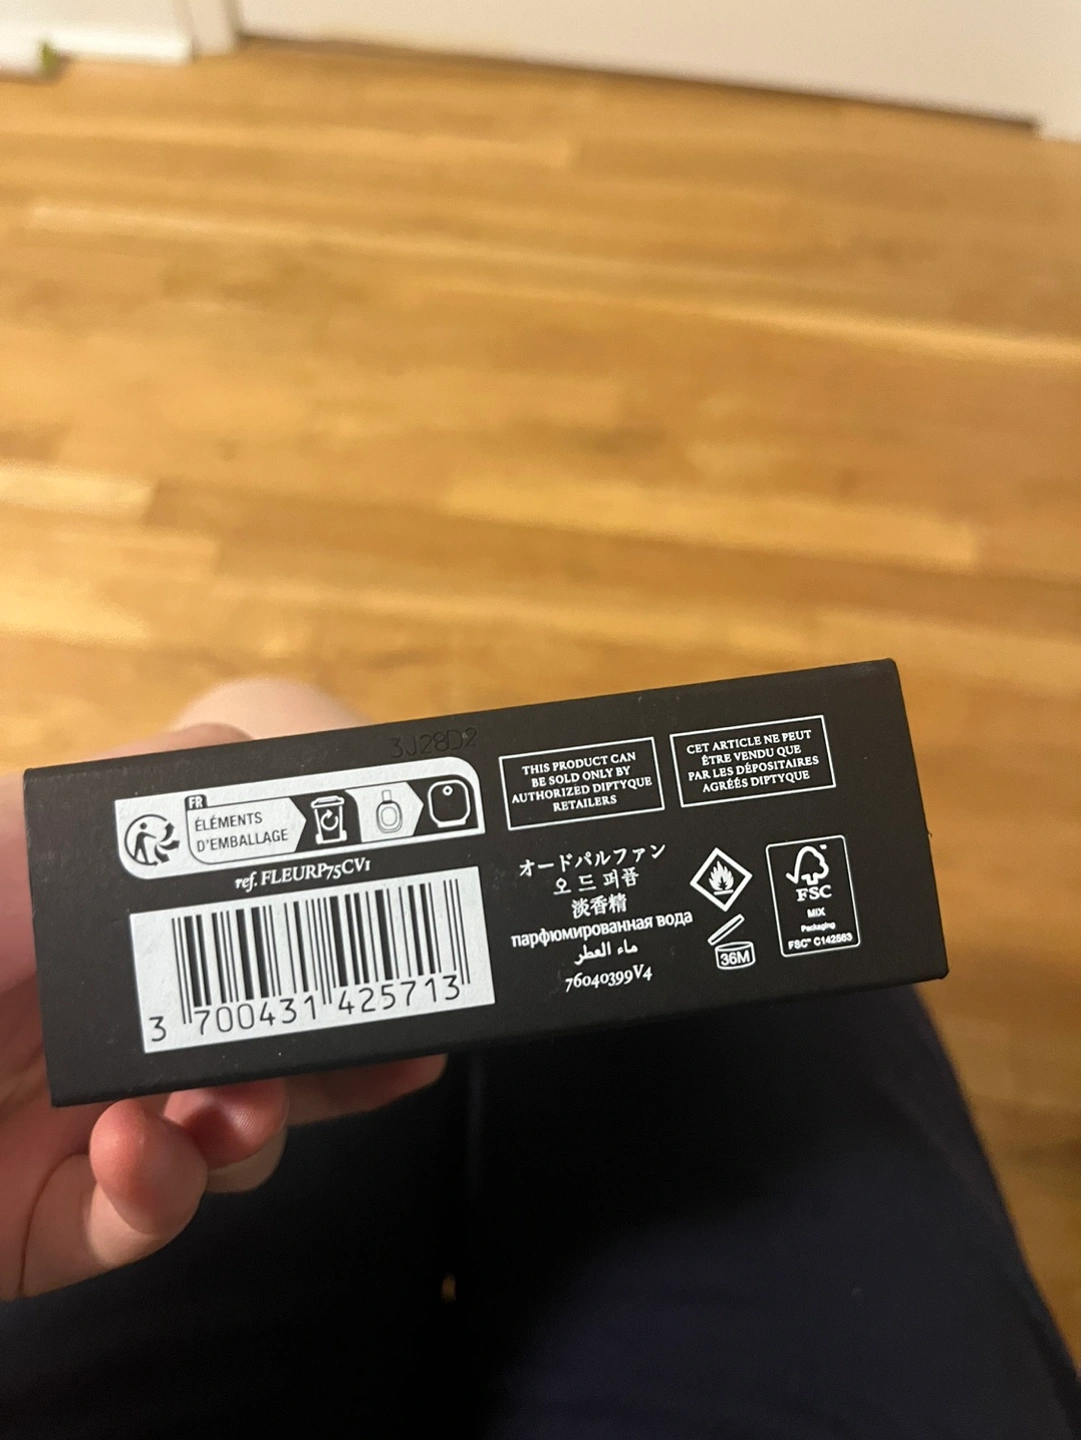 3J28D2
FR
ÉLÉMENTS
D'EMBALLAGE
ref. FLEURP75CV1
3 700431 425713
THIS PRODUCT CAN
BE SOLD ONLY BY
AUTHORIZED DIPTYQUE
RETAILERS
CET ARTICLE NE PEUT
ÊTRE VENDU QUE
PAR LES DÉPOSITAIRES
AGRÉÉS DIPTYQUE
オードパルファン
오 드 퍼퓸
淡香精
парфюмированная вода
ماء العطر
76040399V4
36M
FSC
MIX
Packaging
FSC™ C142563